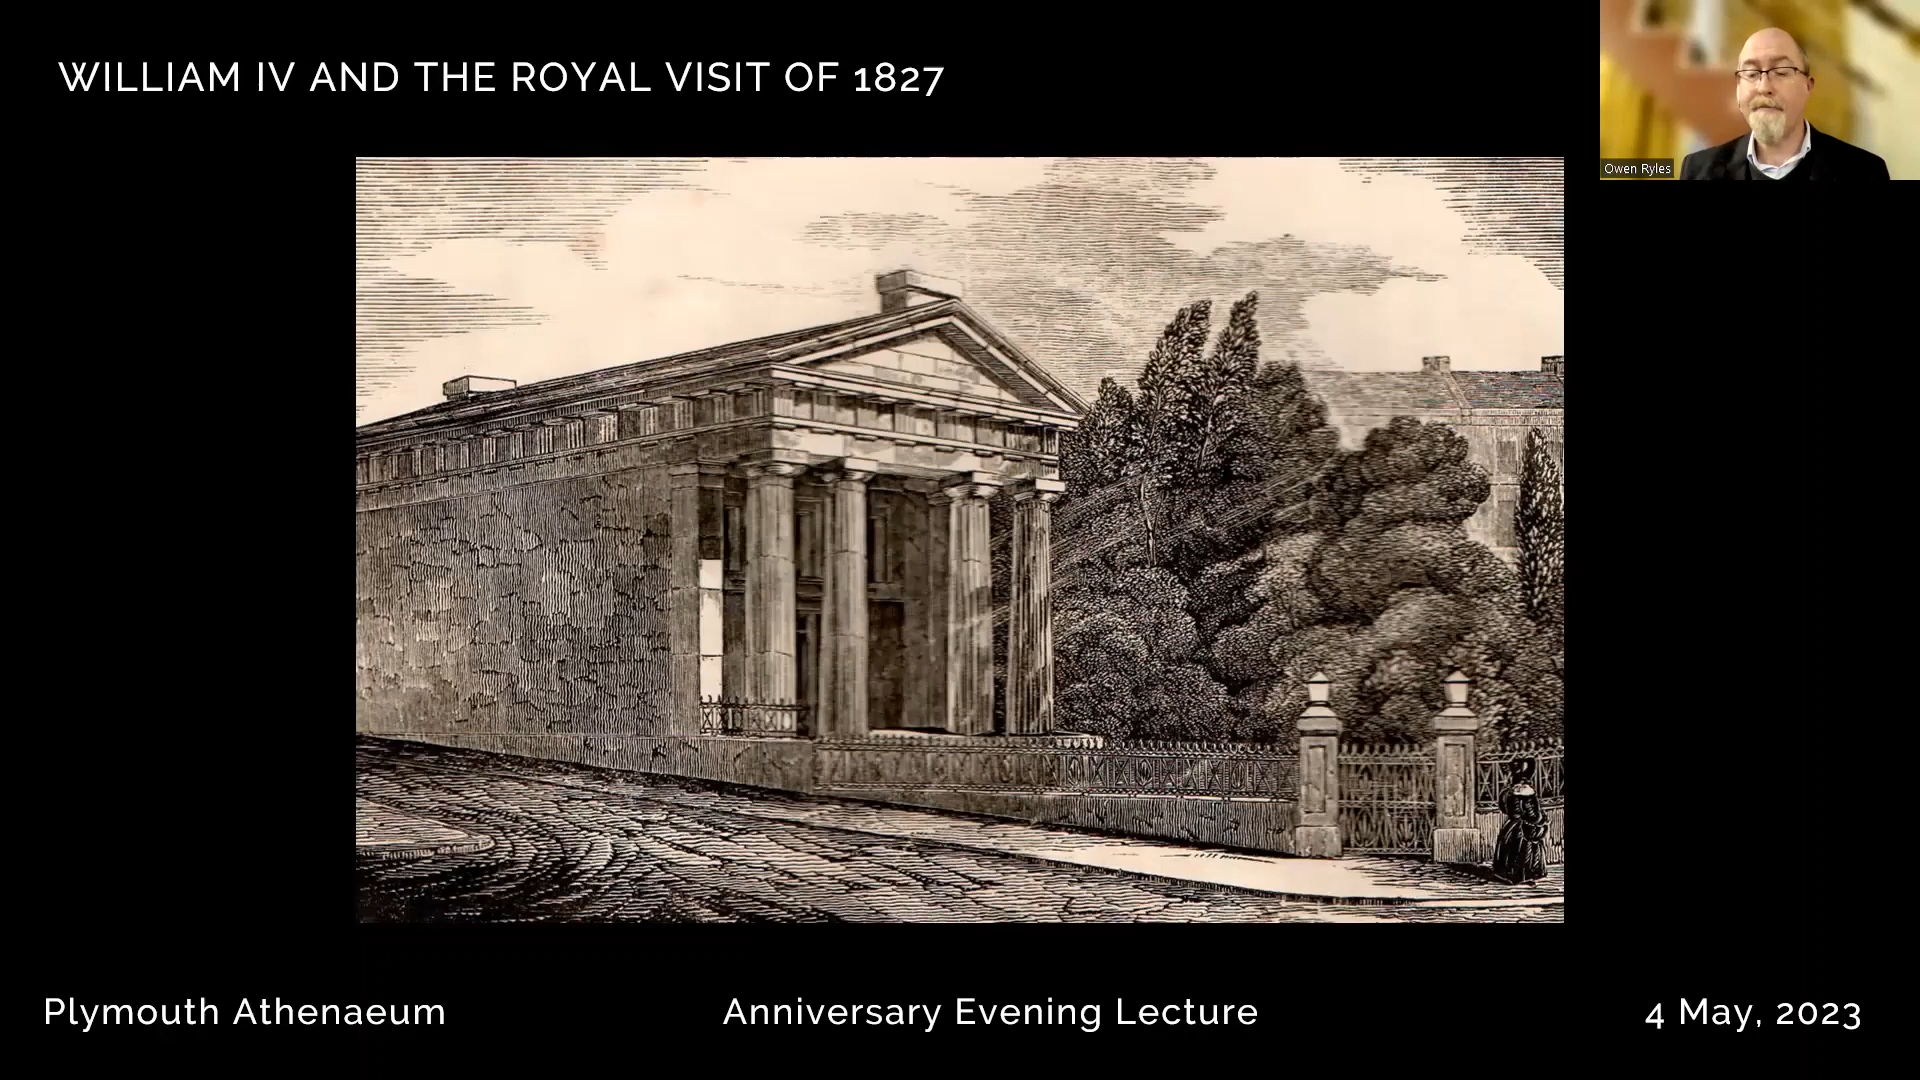 WILLIAM IV AND THE ROYAL VISIT OF 1827
Owen Ryles
Plymouth Athenaeum
Anniversary Evening Lecture
4 May, 2023